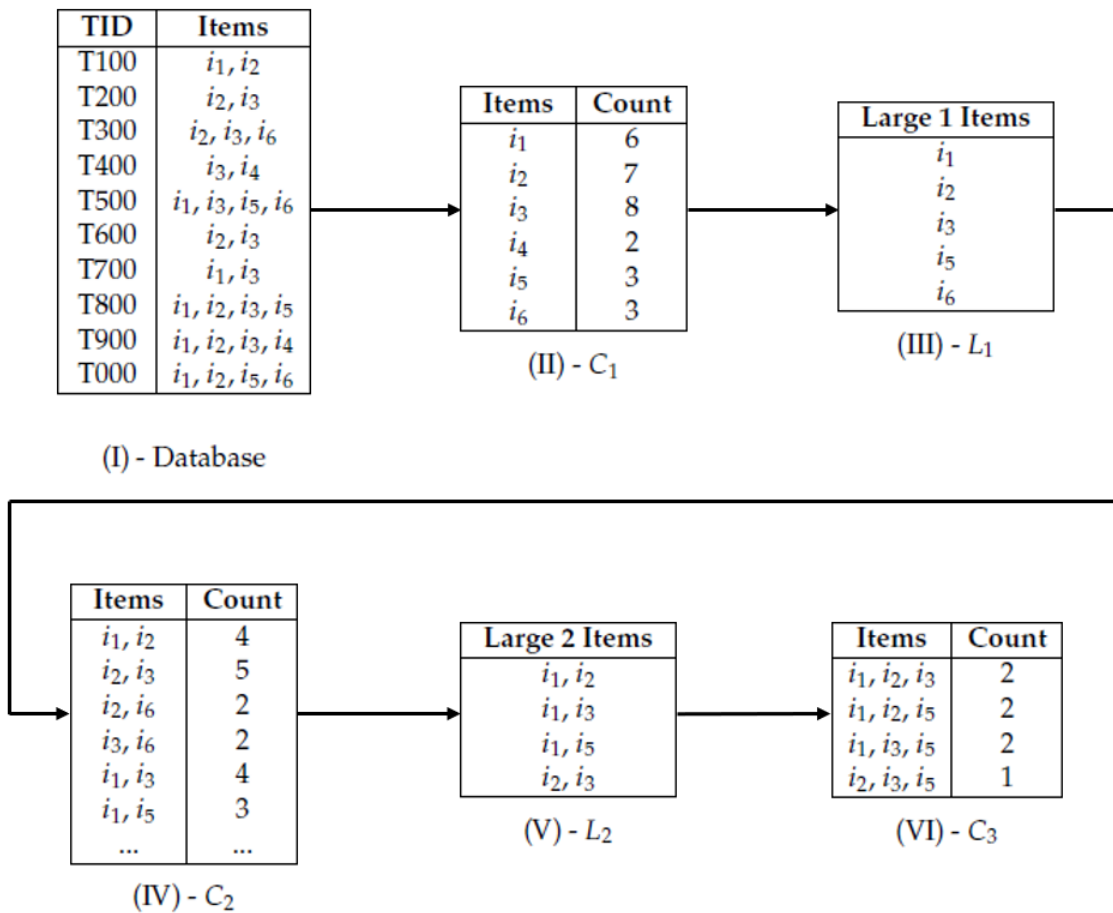 TID Items
T100 i₁, i₂
T200 i₂, i₃
T300 i₂, i₃, i₆
T400 i₃, i₄
T500 i₁, i₃, i₅, i₆
T600 i₂, i₃
T700 i₁, i₃
T800 i₁, i₂, i₃, i₅
T900 i₁, i₂, i₃, i₄
T000 i₁, i₂, i₅, i₆
(I) - Database
Items Count
i₁ 6
i₂ 7
i₃ 8
i₄ 2
i₅ 3
i₆ 3
(II) - C₁
Large 1 Items
i₁
i₂
i₃
i₅
i₆
(III) - L₁
Items Count
i₁, i₂ 4
i₂, i₃ 5
i₂, i₆ 2
i₃, i₆ 2
i₁, i₃ 4
i₁, i₅ 3
... ...
(IV) - C₂
Large 2 Items
i₁, i₂
i₁, i₃
i₁, i₅
i₂, i₃
(V) - L₂
Items Count
i₁, i₂, i₃ 2
i₁, i₂, i₅ 2
i₁, i₃, i₅ 2
i₂, i₃, i₅ 1
(VI) - C₃